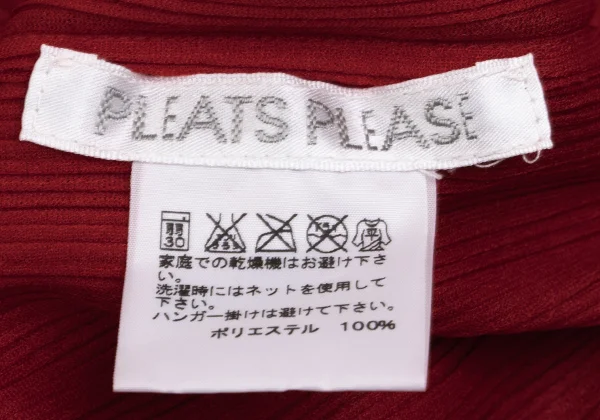 PLEATS PLEASE
弱
30
平
家庭での乾燥機はお避け下さ
い。
洗濯時にはネットを使用して
下さい。
ハンガー掛けは避けて下さい。
ポリエステル 100%